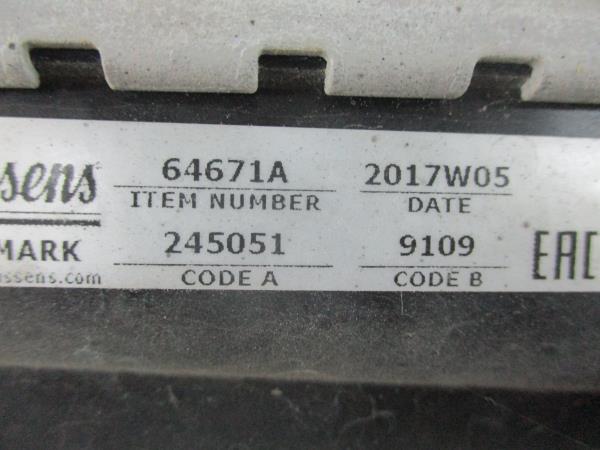 ssens 64671A 2017W05
ITEM NUMBER DATE
MARK 245051 9109 EAC
ssens.com CODE A CODE B